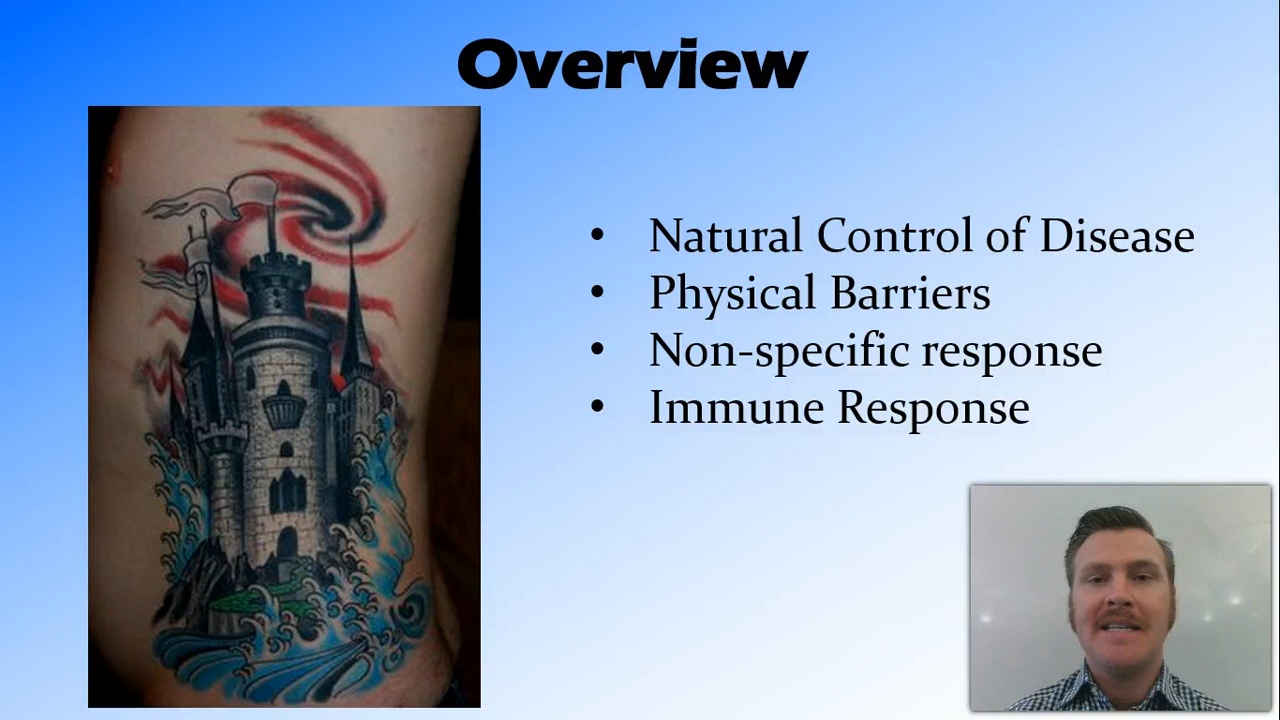 Overview
• Natural Control of Disease
• Physical Barriers
• Non-specific response
• Immune Response